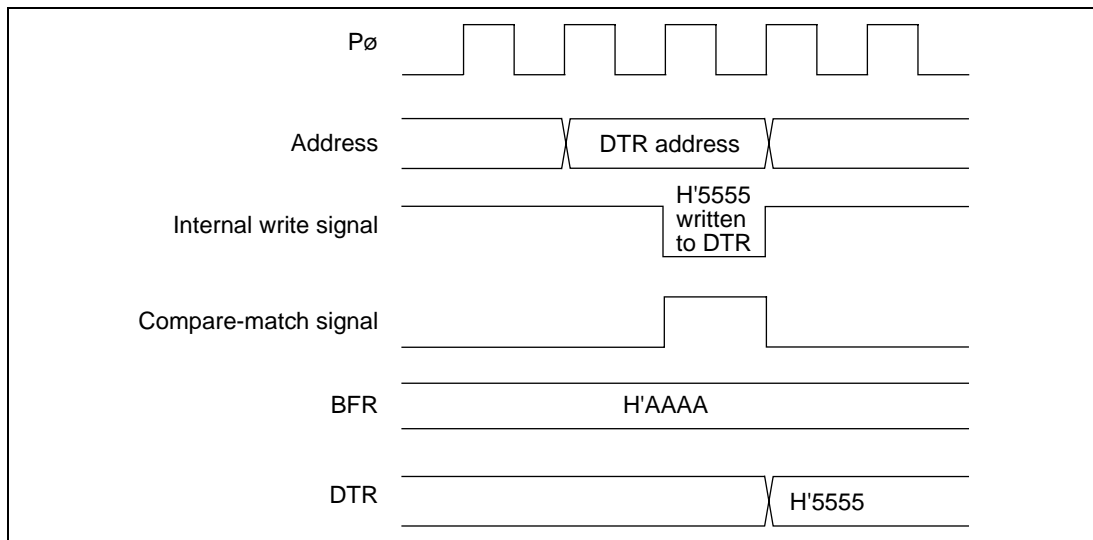 Pø
Address
DTR address
Internal write signal
H'5555
written
to DTR
Compare-match signal
BFR
H'AAAA
DTR
H'5555